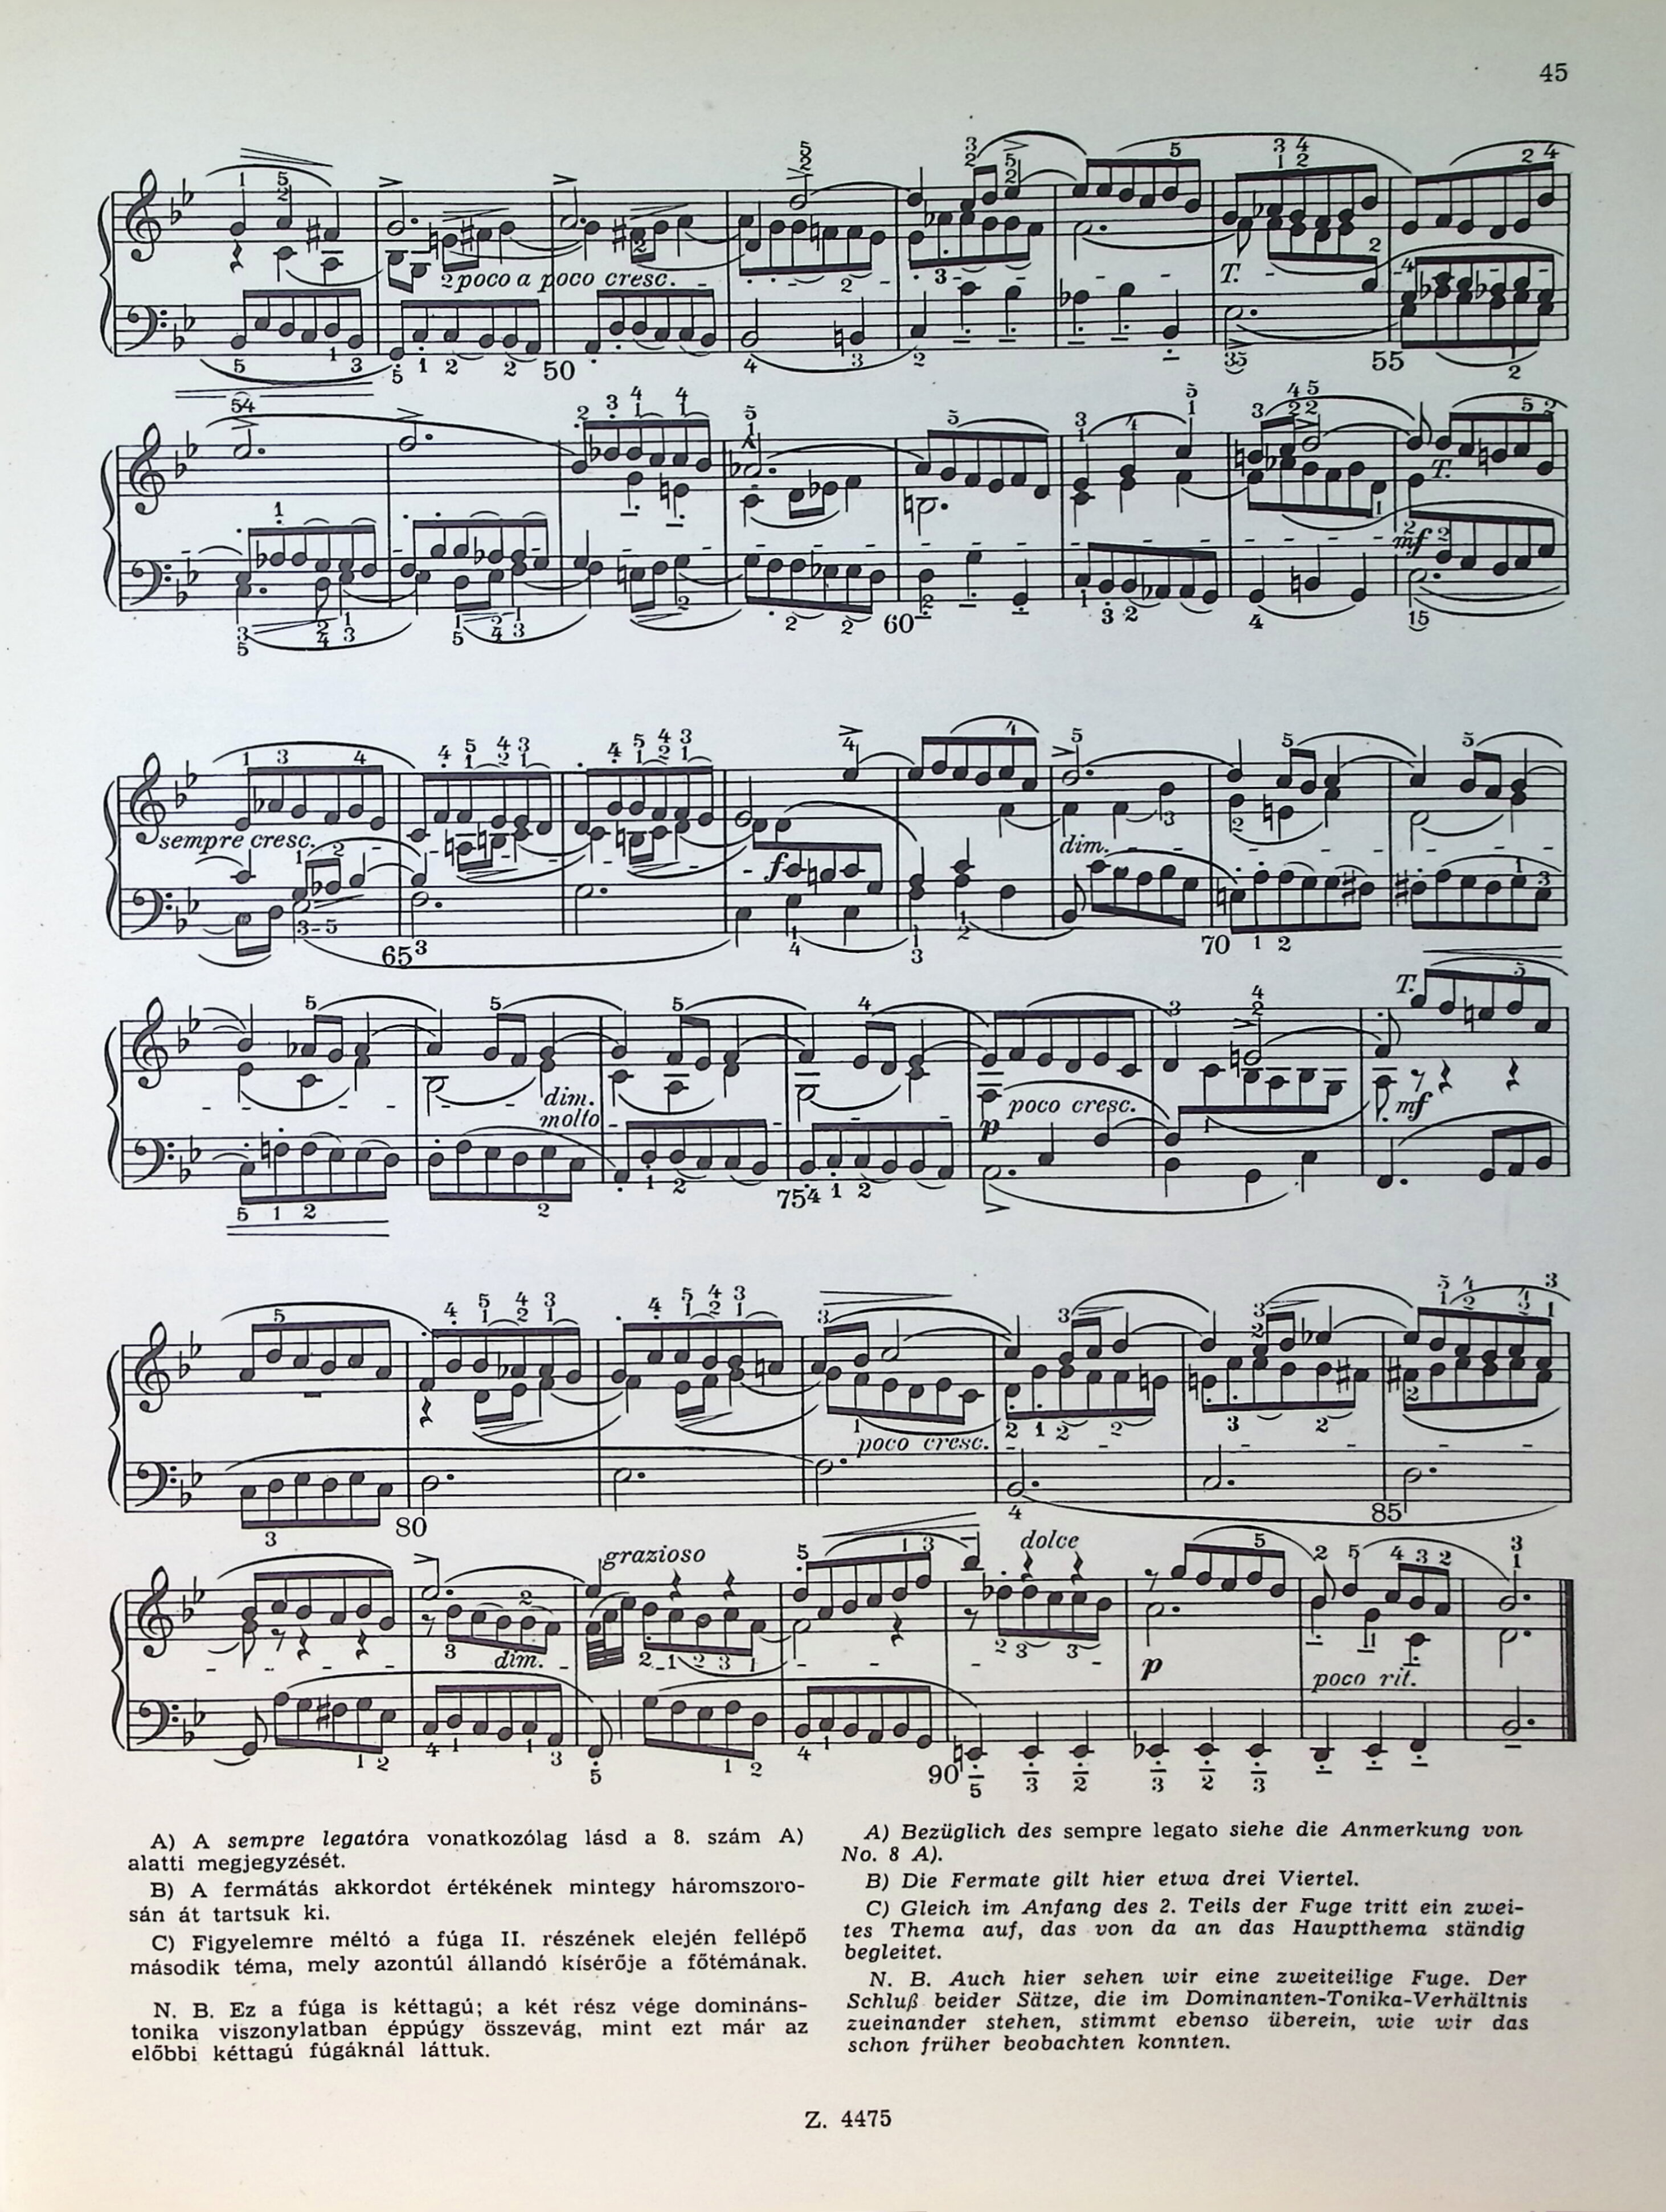 45
poco a poco cresc.
T.
50
55
T.
mf
60
sempre cresc.
f
dim.
65
70
T.
dim.
molto
poco cresc.
p
mf
75
poco cresc.
80
85
grazioso
dolce
dim.
p
poco rit.
90
A) A sempre legatóra vonatkozólag lásd a 8. szám A)
alatti megjegyzését.
B) A fermátás akkordot értékének mintegy háromszoro-
sán át tartsuk ki.
C) Figyelemre méltó a fúga II. részének elején fellépő
második téma, mely azontúl állandó kísérője a főtémának.
N. B. Ez a fúga is kéttagú; a két rész vége domináns-
tonika viszonylatban éppúgy összevág, mint ezt már az
előbbi kéttagú fúgáknál láttuk.
A) Bezüglich des sempre legato siehe die Anmerkung von
No. 8 A).
B) Die Fermate gilt hier etwa drei Viertel.
C) Gleich im Anfang des 2. Teils der Fuge tritt ein zwei-
tes Thema auf, das von da an das Hauptthema ständig
begleitet.
N. B. Auch hier sehen wir eine zweiteilige Fuge. Der
Schluß beider Sätze, die im Dominanten-Tonika-Verhältnis
zueinander stehen, stimmt ebenso überein, wie wir das
schon früher beobachten konnten.
Z. 4475